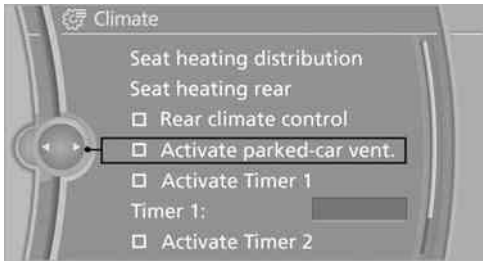 Climate
Seat heating distribution
Seat heating rear
Rear climate control
Activate parked-car vent.
Activate Timer 1
Timer 1:
Activate Timer 2